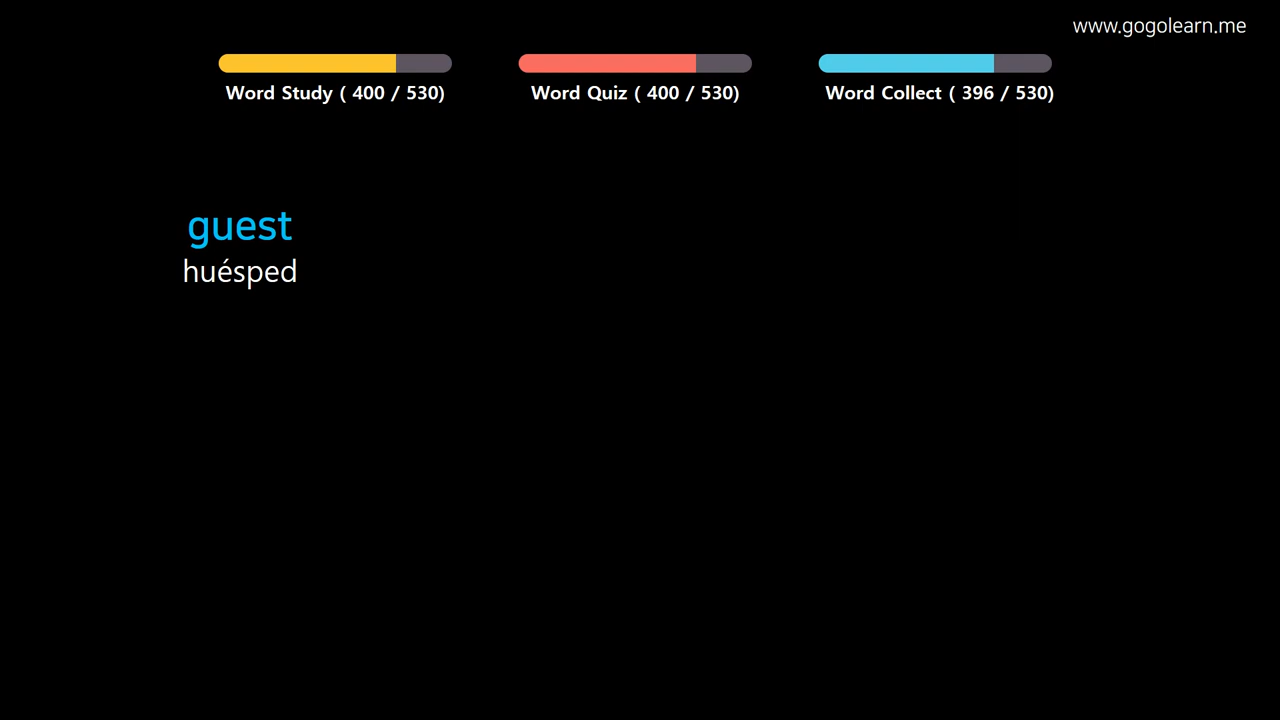 www.gogolearn.me
Word Study ( 400 / 530)
Word Quiz ( 400 / 530)
Word Collect ( 396 / 530)
guest
huésped